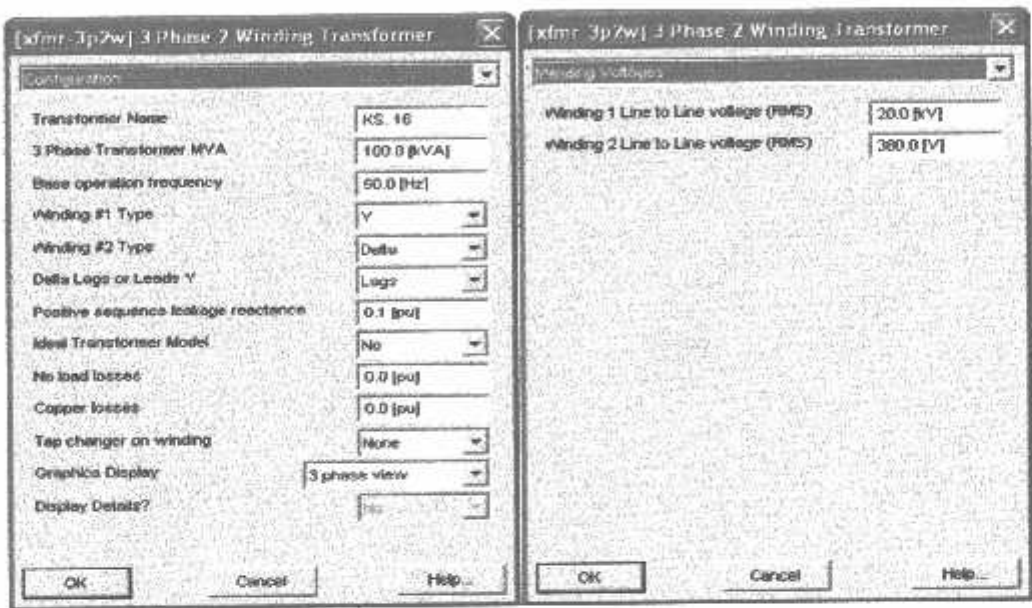 [xfmr-3p2w] 3 Phase 2 Winding Transformer
Configuration
Transformer Name KS. 16
3 Phase Transformer MVA 100.0 [kVA]
Base operation frequency 50.0 [Hz]
Winding #1 Type Y
Winding #2 Type Delta
Delta Lags or Leads Y Lags
Positive sequence leakage reactance 0.1 [pu]
Ideal Transformer Model No
No load losses 0.0 [pu]
Copper losses 0.0 [pu]
Tap changer on winding None
Graphics Display 3 phase view
Display Details? No
OK Cancel Help...
[xfmr-3p2w] 3 Phase 2 Winding Transformer
Winding Voltages
Winding 1 Line to Line voltage (RMS) 20.0 [kV]
Winding 2 Line to Line voltage (RMS) 380.0 [V]
OK Cancel Help...